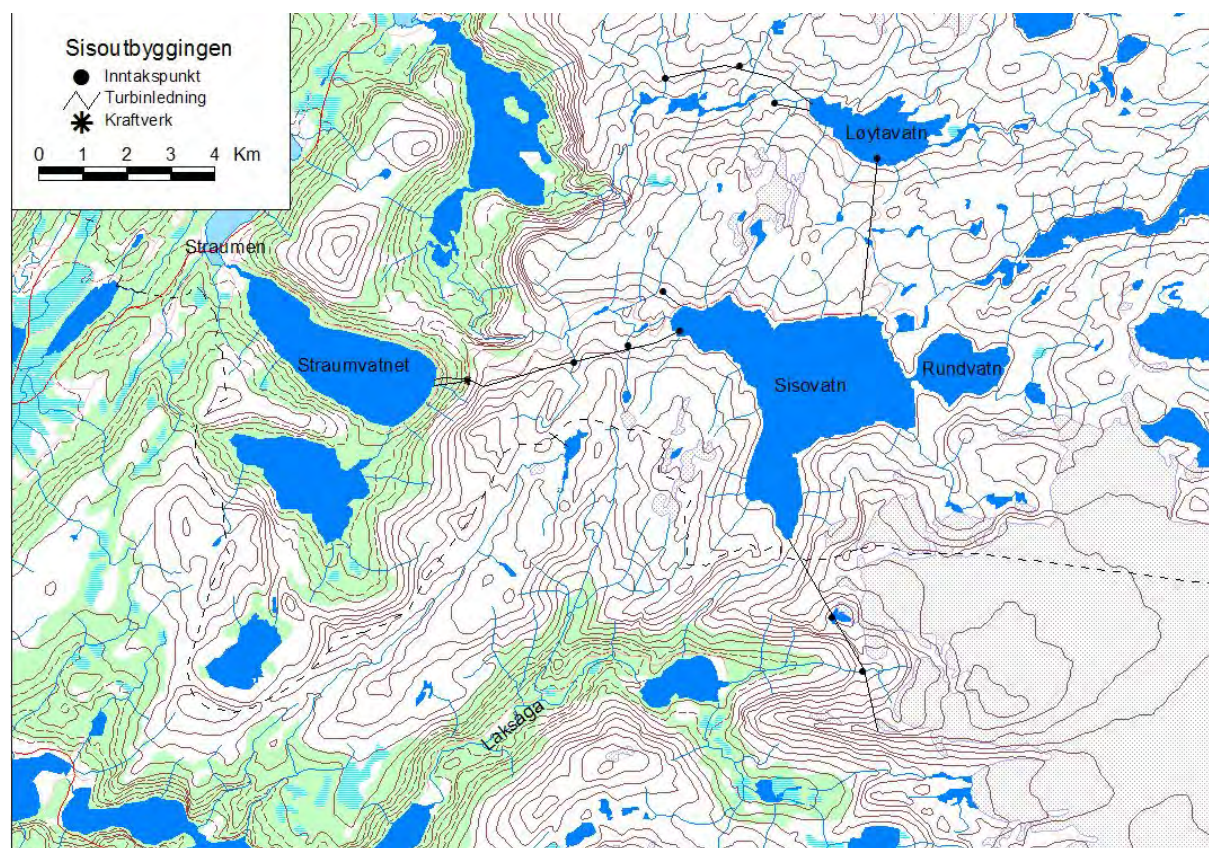 Sisoutbyggingen
Inntakspunkt
Turbinledning
Kraftverk
0 1 2 3 4 Km
Løytavatn
Straumen
Straumvatnet
Sisovatn
Rundvatn
Laksåga